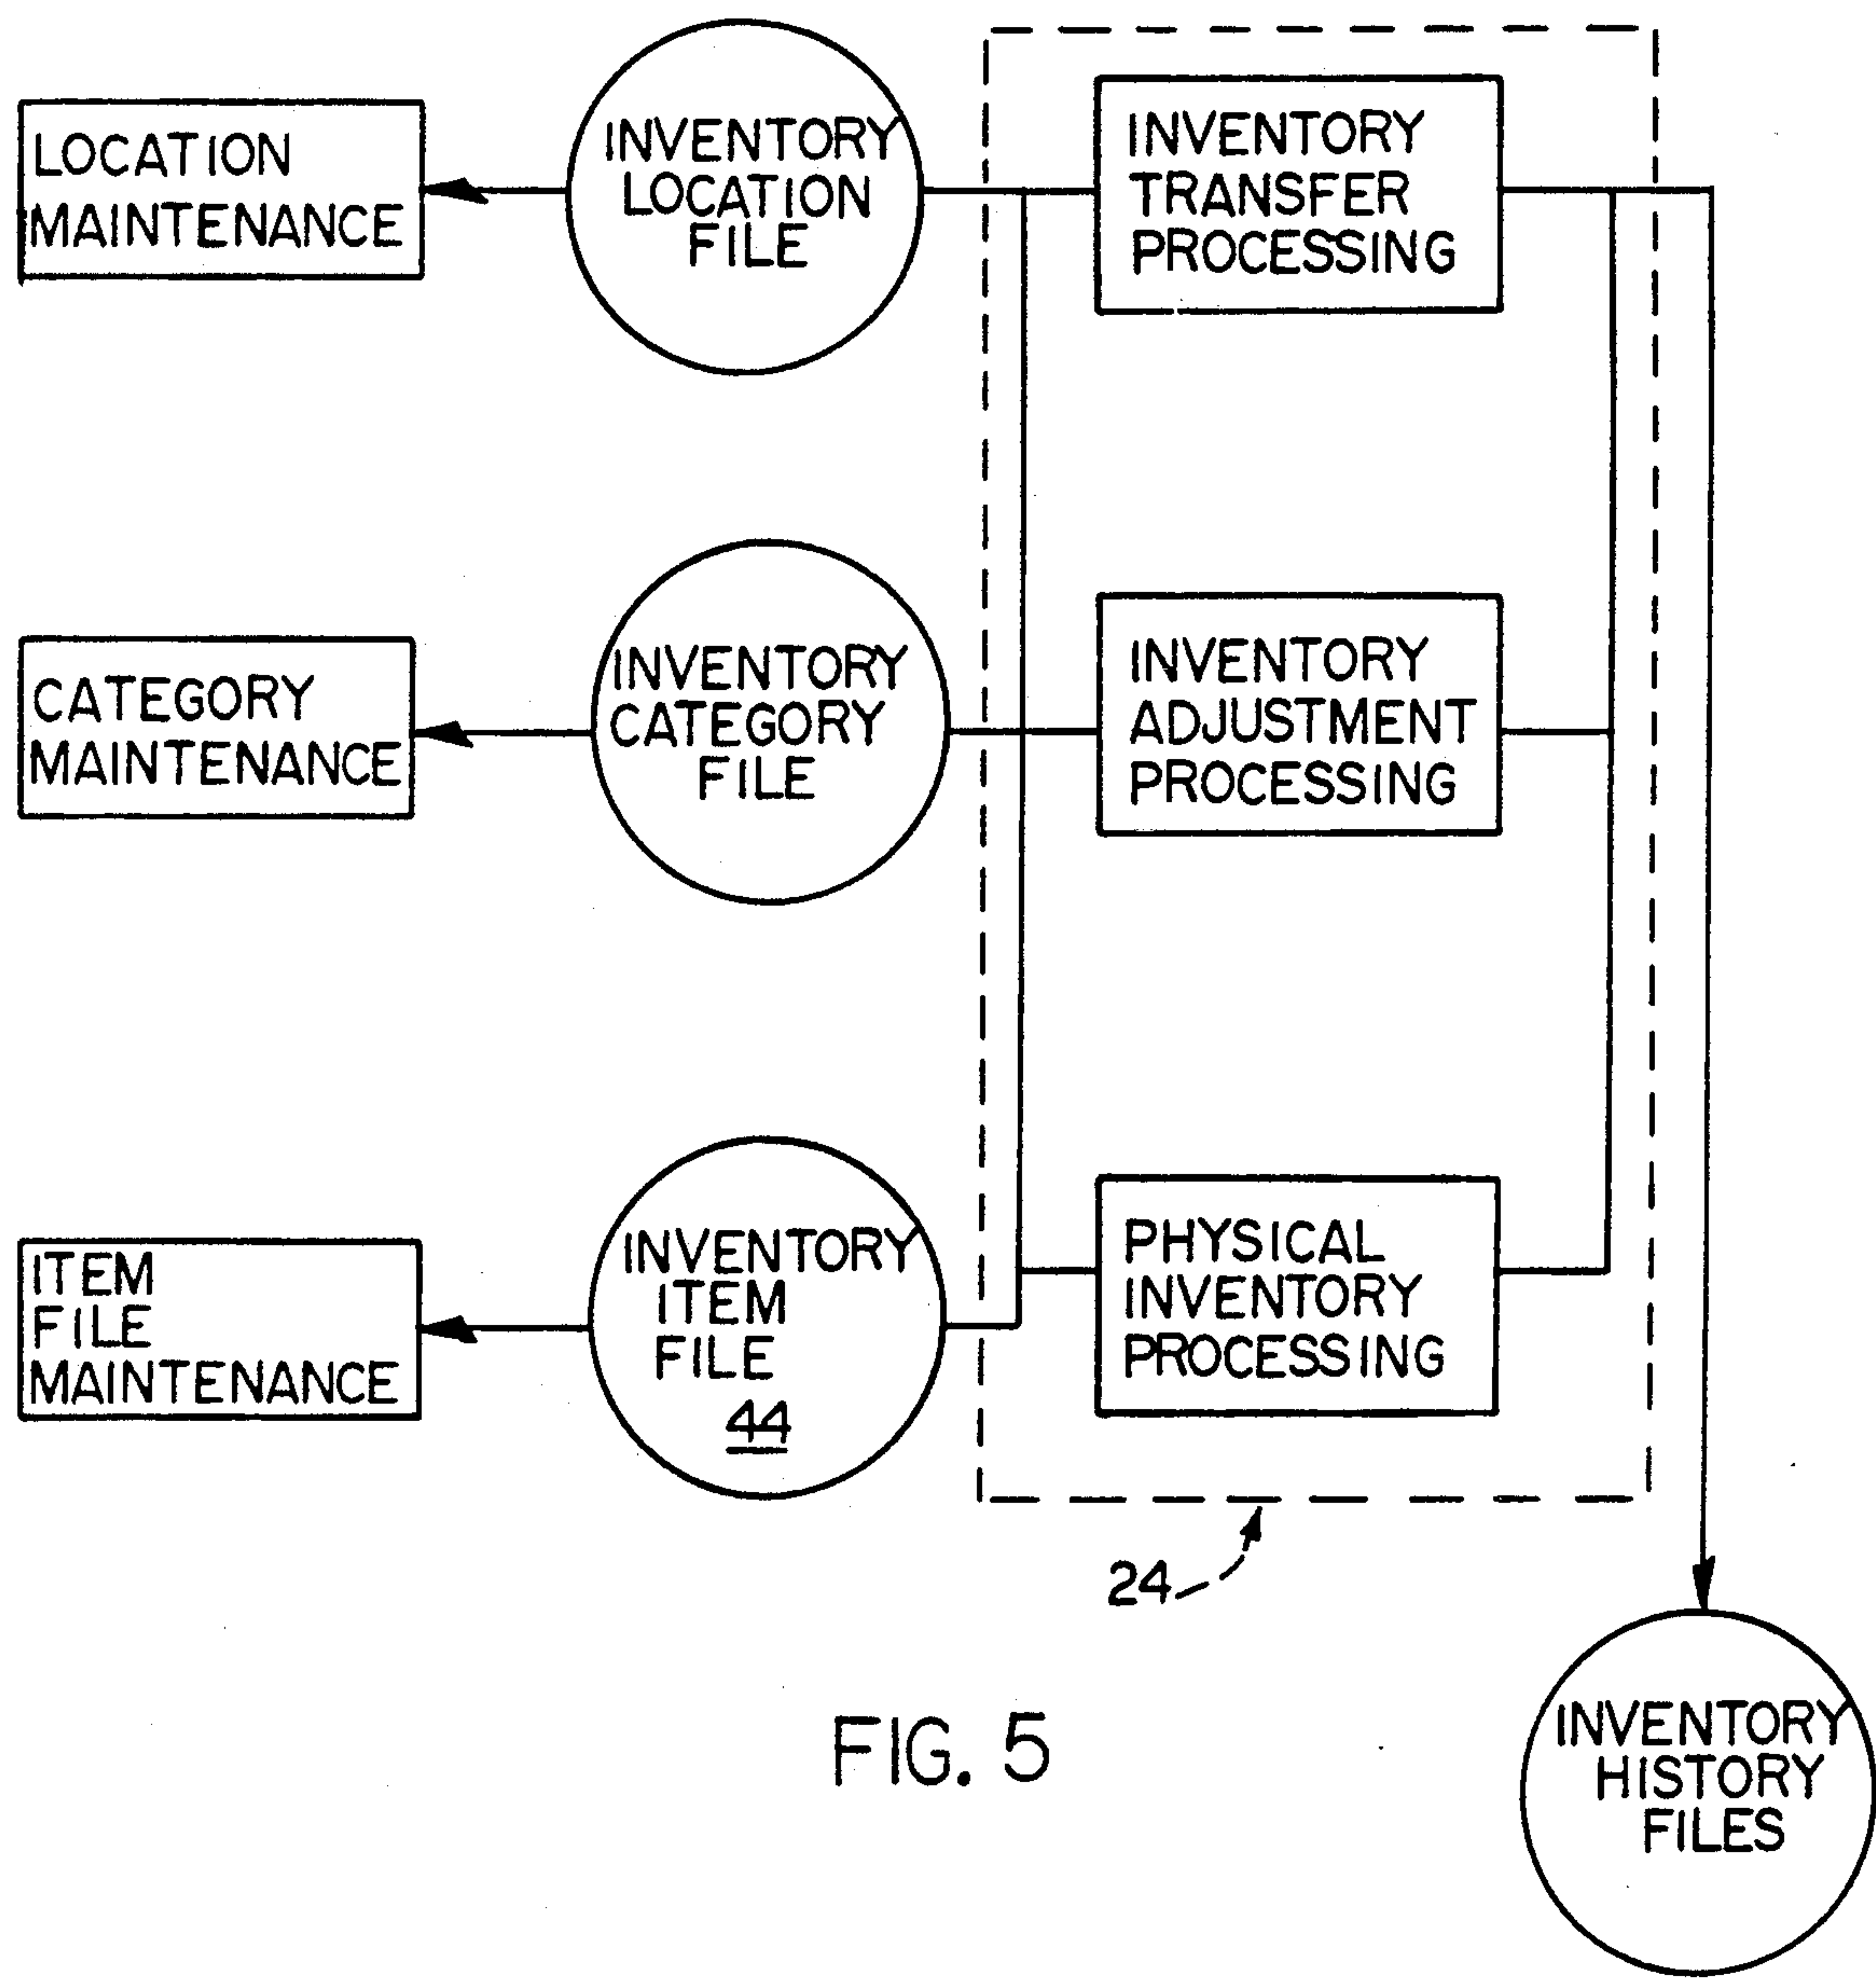 LOCATION
MAINTENANCE
INVENTORY
LOCATION
FILE
INVENTORY
TRANSFER
PROCESSING
CATEGORY
MAINTENANCE
INVENTORY
CATEGORY
FILE
INVENTORY
ADJUSTMENT
PROCESSING
ITEM
FILE
MAINTENANCE
INVENTORY
ITEM
FILE
44
PHYSICAL
INVENTORY
PROCESSING
24
INVENTORY
HISTORY
FILES
FIG. 5